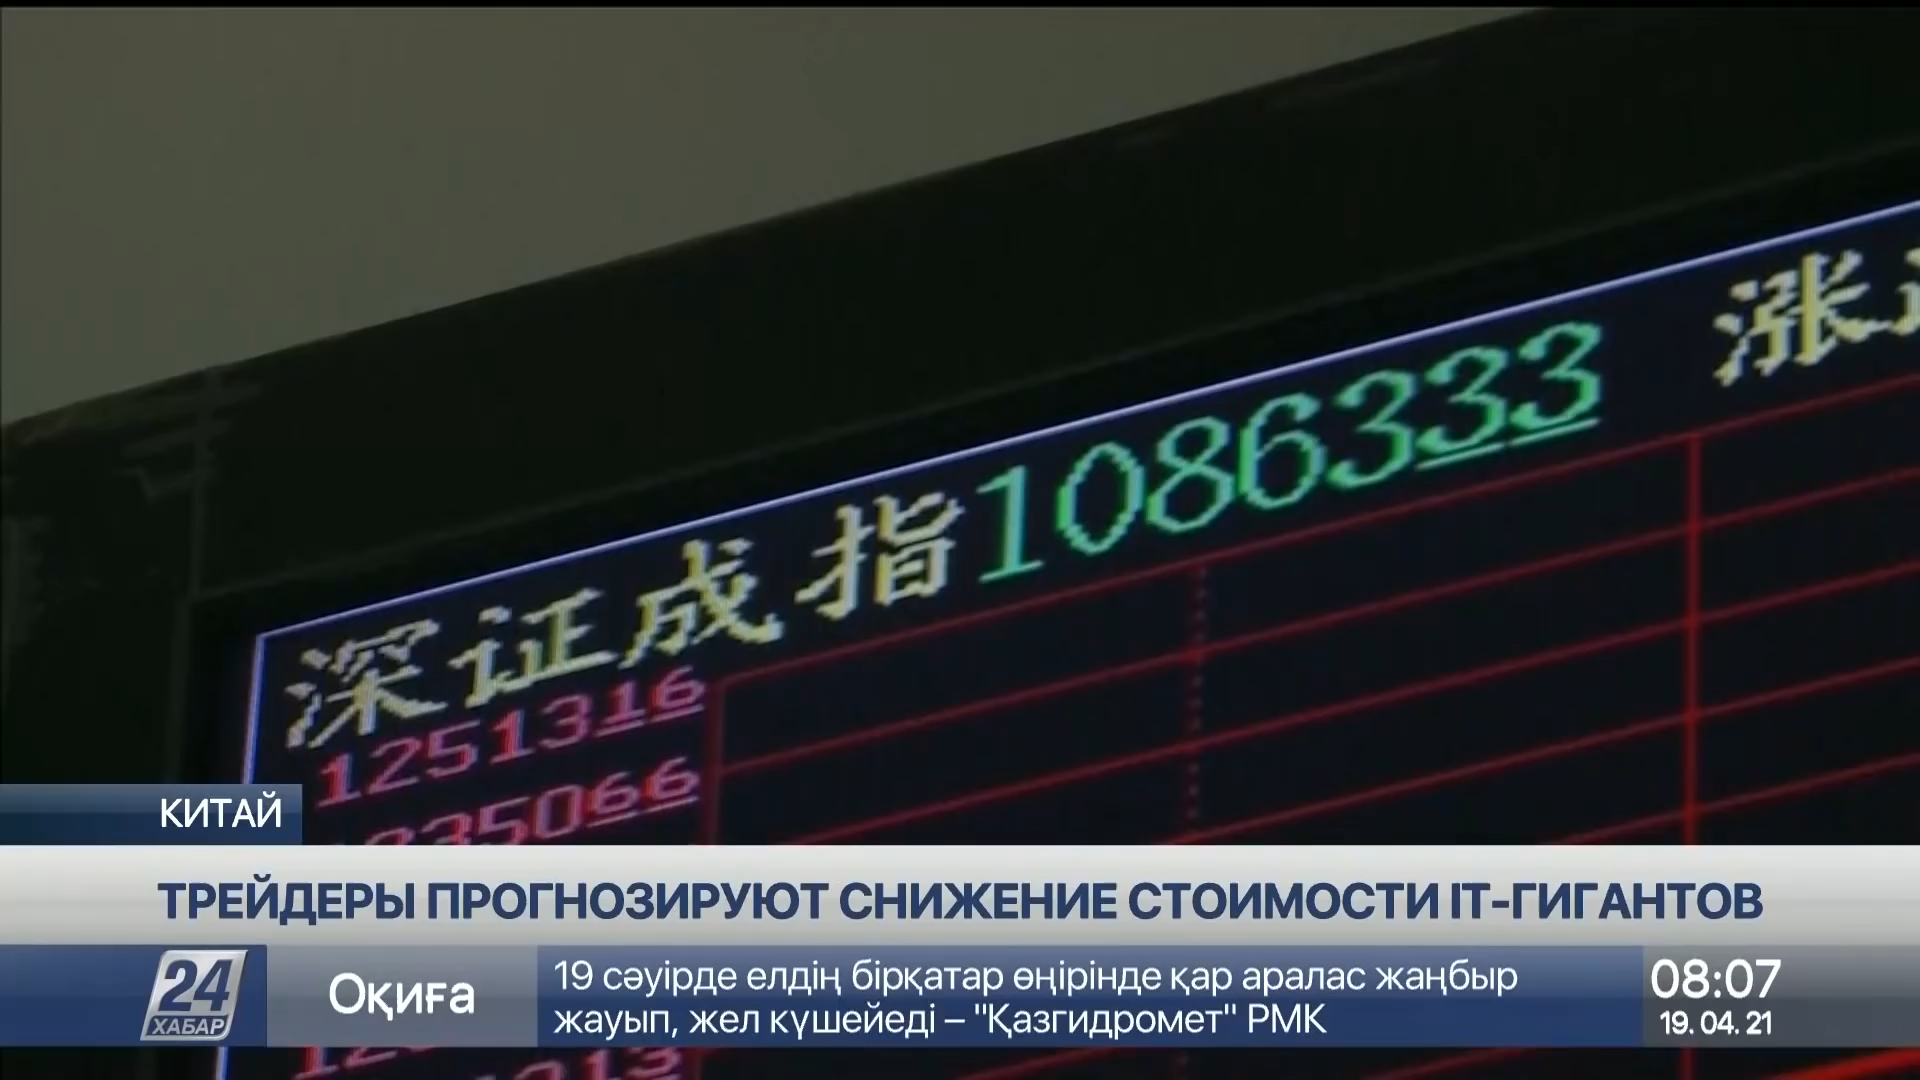 深证成指1086333
涨
1251316
1235066
КИТАЙ
ТРЕЙДЕРЫ ПРОГНОЗИРУЮТ СНИЖЕНИЕ СТОИМОСТИ IT-ГИГАНТОВ
24
ХАБАР
Оқиға
19 сәуірде елдің бірқатар өңірінде қар аралас жаңбыр
жауып, жел күшейеді – "Қазгидромет" РМК
08:07
19. 04. 21